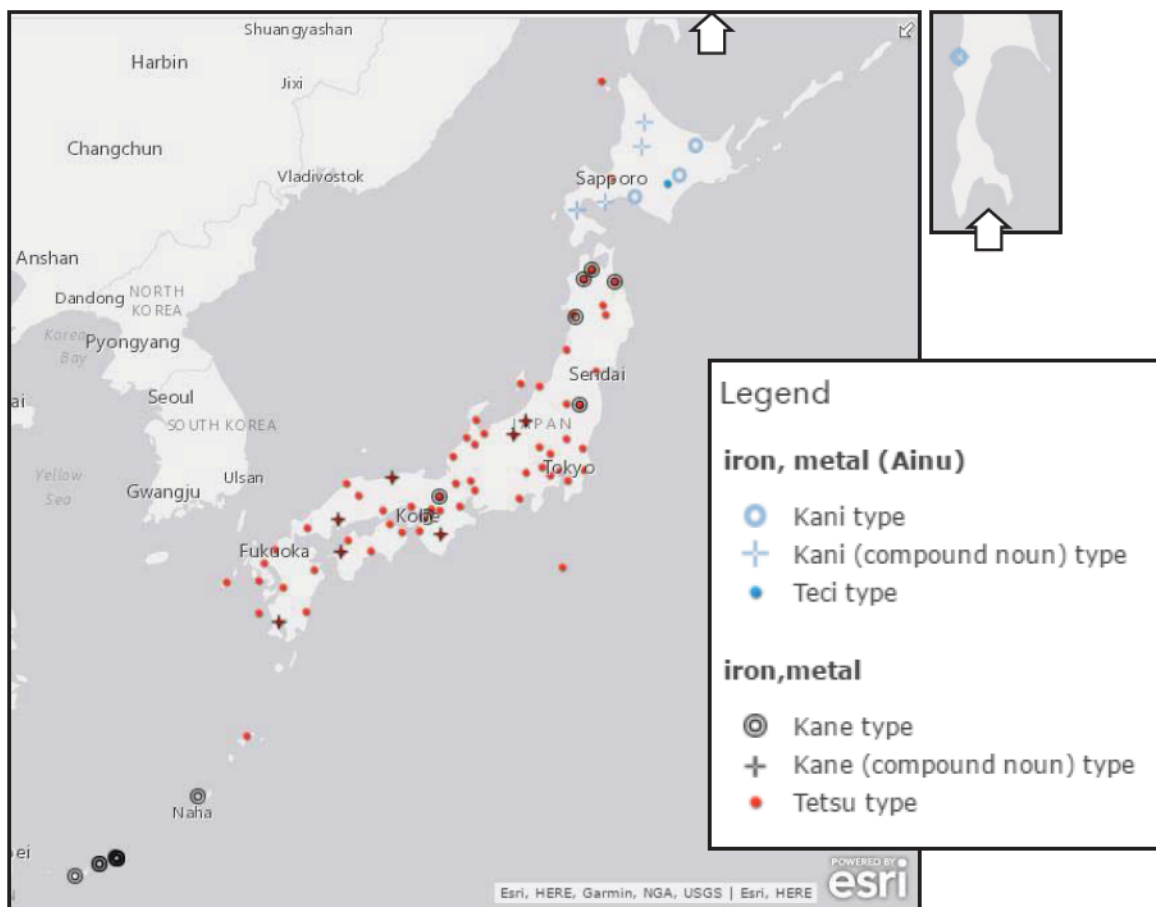 Shuangyashan
Harbin
Jixi
Changchun
Vladivostok
Sapporo
Anshan
Dandong
NORTH
KOREA
Korea
Bay
Pyongyang
Sendai
Seoul
ai
SOUTH KOREA
JAPAN
Yellow
Sea
Ulsan
Gwangju
Tokyo
Kobe
Fukuoka
Naha
ei
POWERED BY
esri
Esri, HERE, Garmin, NGA, USGS | Esri, HERE
Legend
iron, metal (Ainu)
Kani type
Kani (compound noun) type
Teci type
iron,metal
Kane type
Kane (compound noun) type
Tetsu type